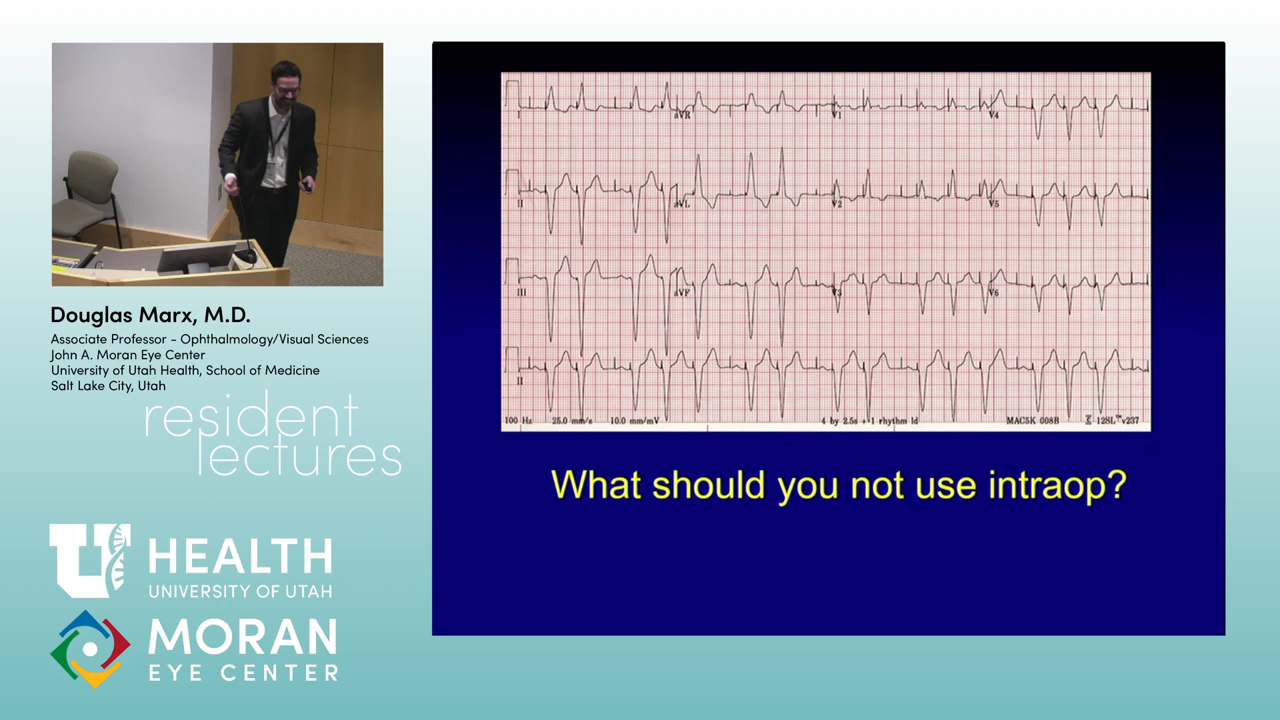 Douglas Marx, M.D.
Associate Professor - Ophthalmology/Visual Sciences
John A. Moran Eye Center
University of Utah Health, School of Medicine
Salt Lake City, Utah
resident
lectures
U HEALTH
UNIVERSITY OF UTAH
MORAN
EYE CENTER
I aVR V1 V4
II aVL V2 V5
III aVF V3 V6
II
100 Hz 25.0 mm/s 10.0 mm/mV 4 by 2.5s + 1 rhythm ld MAC5K 008B 12SL™ v237
What should you not use intraop?